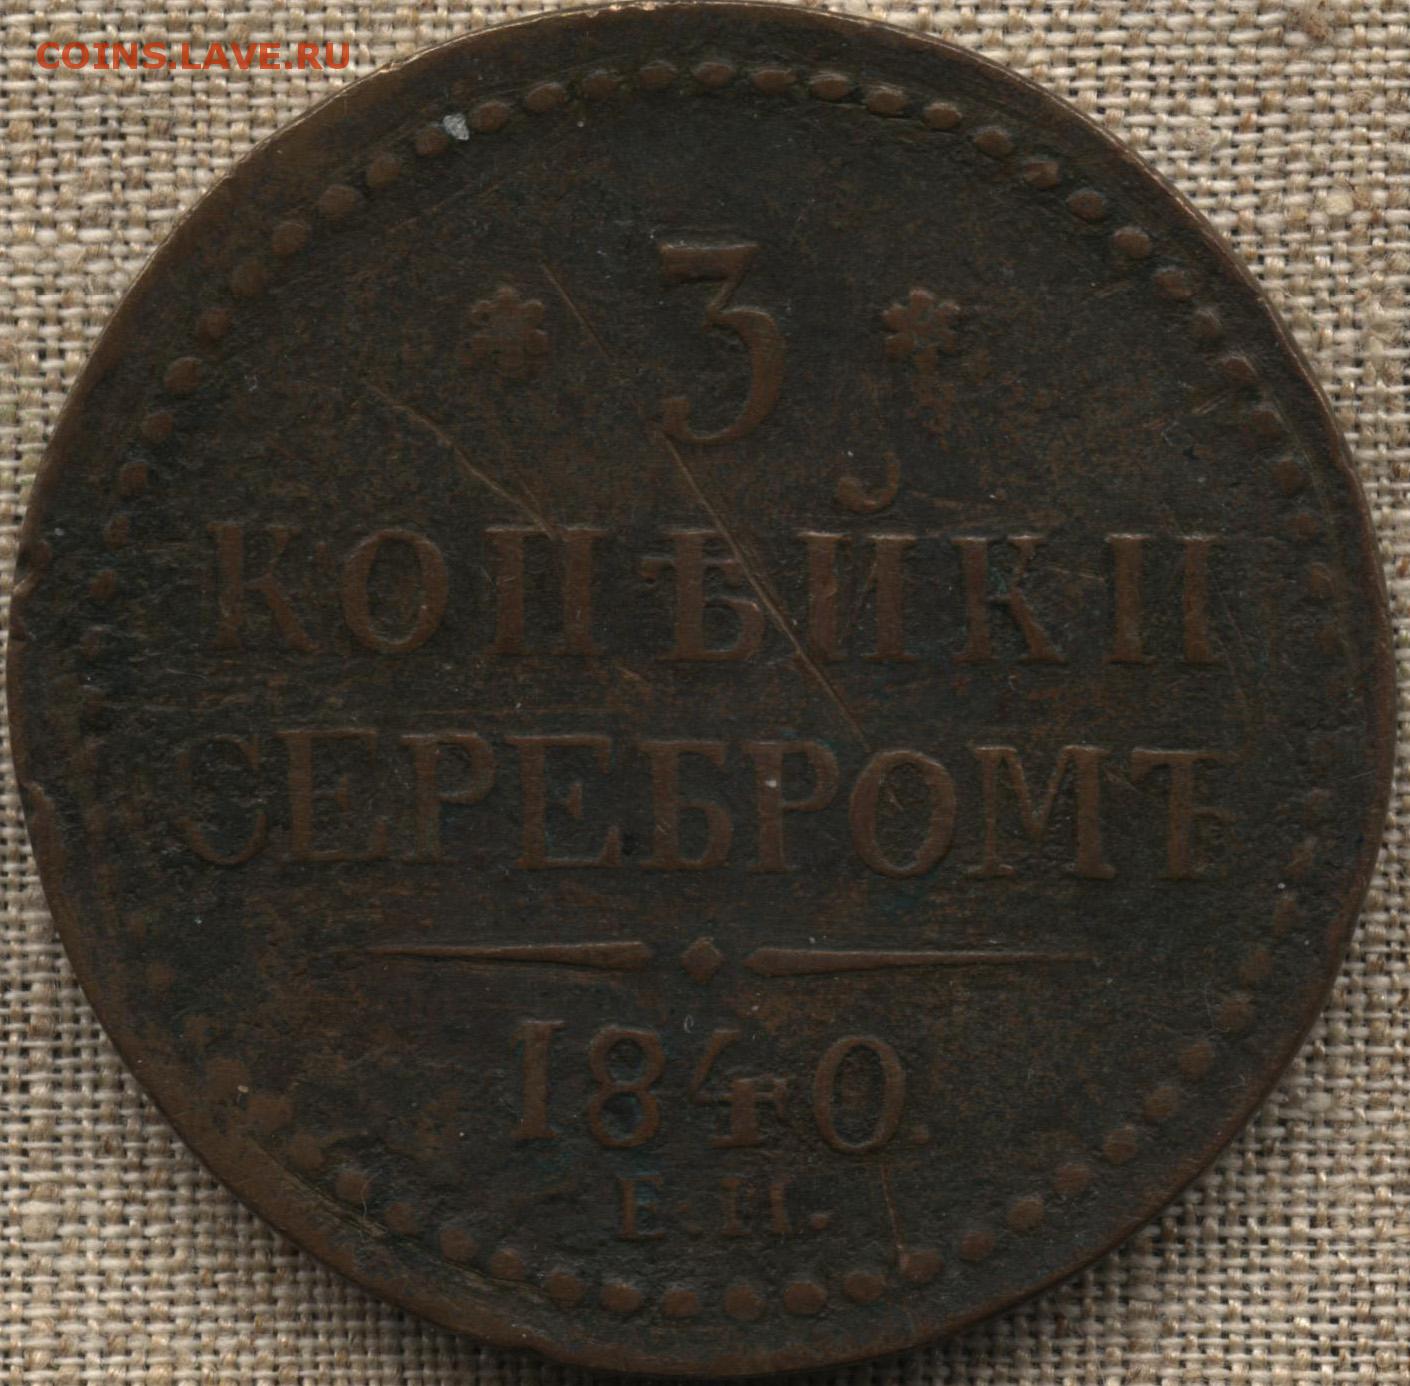 COINS.LAVE.RU
* 3 *
КОПѢЙКИ
СЕРЕБРОМЪ
1840.
Е.М.